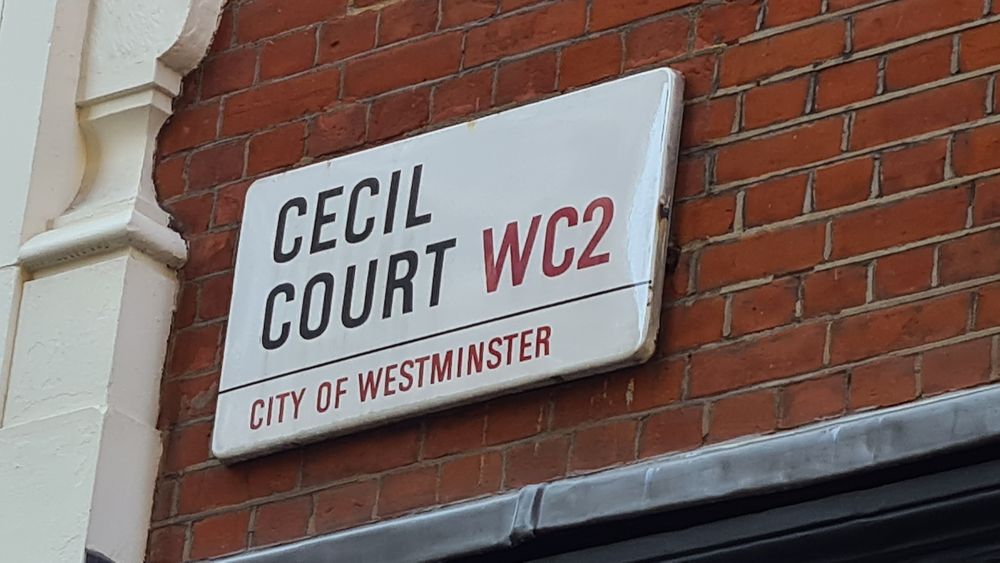 CECIL
COURT WC2
CITY OF WESTMINSTER